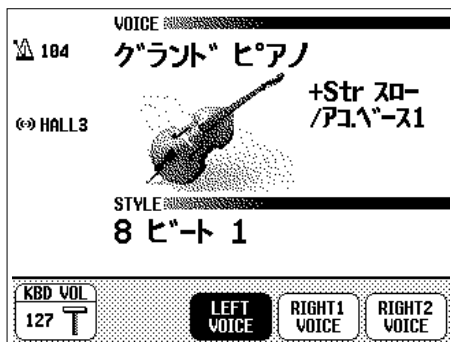 VOICE
104
グランド ピアノ
+Str スロー
/アコ.ベース1
HALL3
STYLE
8 ビート 1
KBD VOL
127
LEFT VOICE
RIGHT1 VOICE
RIGHT2 VOICE